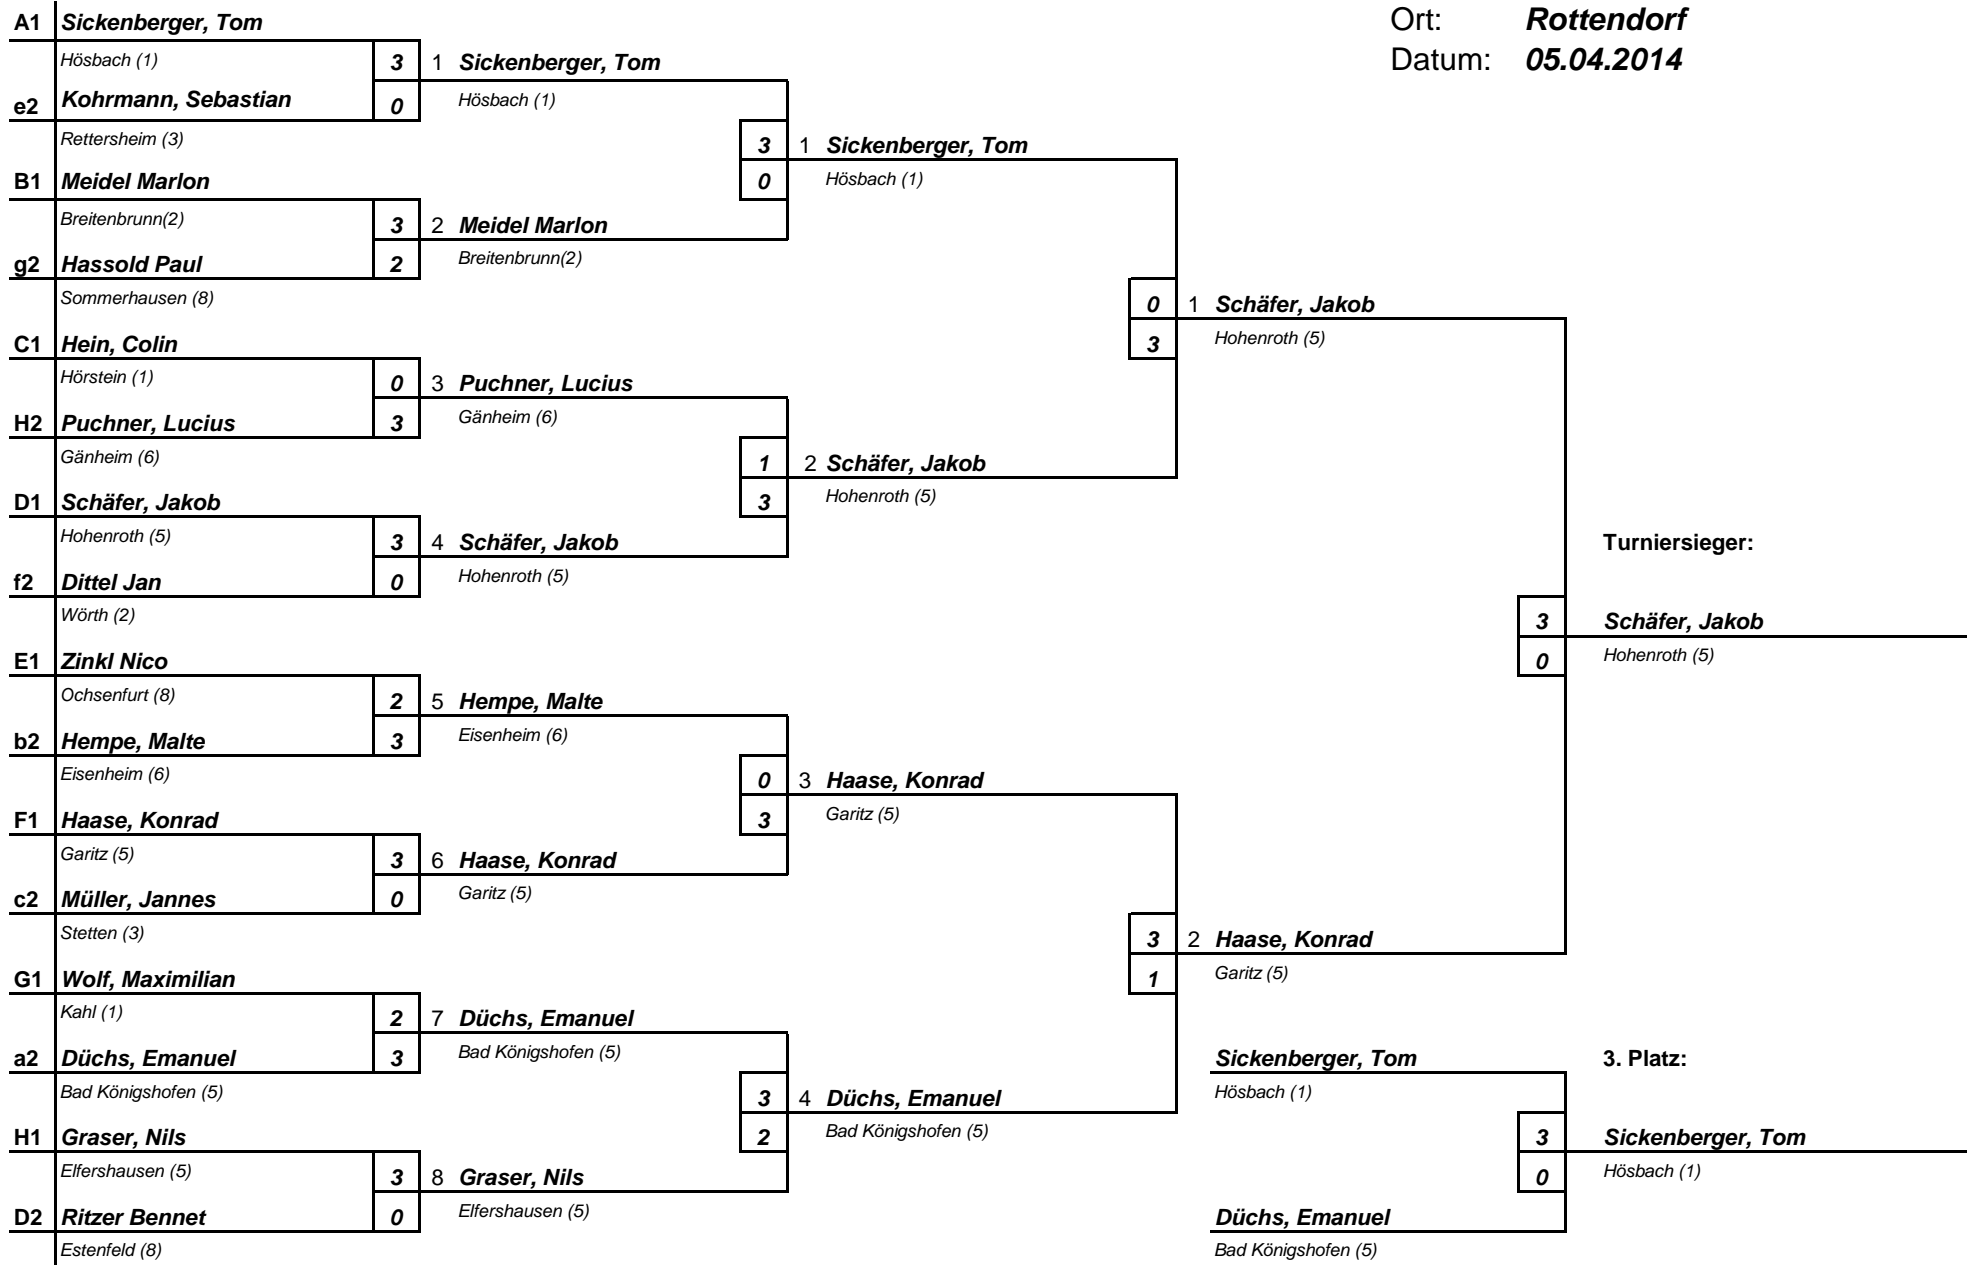 Ort: Rottendorf
Datum: 05.04.2014
A1 Sickenberger, Tom
Hösbach (1) 3
e2 Kohrmann, Sebastian 0
Rettersheim (3)
B1 Meidel Marlon
Breitenbrunn(2) 3
g2 Hassold Paul 2
Sommerhausen (8)
C1 Hein, Colin
Hörstein (1) 0
H2 Puchner, Lucius 3
Gänheim (6)
D1 Schäfer, Jakob
Hohenroth (5) 3
f2 Dittel Jan 0
Wörth (2)
E1 Zinkl Nico
Ochsenfurt (8) 2
b2 Hempe, Malte 3
Eisenheim (6)
F1 Haase, Konrad
Garitz (5) 3
c2 Müller, Jannes 0
Stetten (3)
G1 Wolf, Maximilian
Kahl (1) 2
a2 Düchs, Emanuel 3
Bad Königshofen (5)
H1 Graser, Nils
Elfershausen (5) 3
D2 Ritzer Bennet 0
Estenfeld (8)
1 Sickenberger, Tom
Hösbach (1)
3
0
2 Meidel Marlon
Breitenbrunn(2)
3 Puchner, Lucius
Gänheim (6)
1
3
4 Schäfer, Jakob
Hohenroth (5)
5 Hempe, Malte
Eisenheim (6)
0
3
6 Haase, Konrad
Garitz (5)
7 Düchs, Emanuel
Bad Königshofen (5)
3
2
8 Graser, Nils
Elfershausen (5)
1 Sickenberger, Tom
Hösbach (1)
0
3
2 Schäfer, Jakob
Hohenroth (5)
3 Haase, Konrad
Garitz (5)
3
1
4 Düchs, Emanuel
Bad Königshofen (5)
1 Schäfer, Jakob
Hohenroth (5)
3
0
2 Haase, Konrad
Garitz (5)
Turniersieger:
Schäfer, Jakob
Hohenroth (5)
Sickenberger, Tom
Hösbach (1)
3
0
Düchs, Emanuel
Bad Königshofen (5)
3. Platz:
Sickenberger, Tom
Hösbach (1)